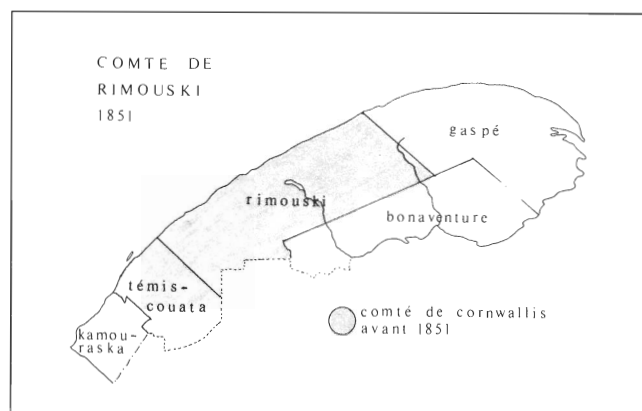 COMTE DE
RIMOUSKI
1851
gaspé
rimouski
bonaventure
témis-
couata
kamou-
raska
comté de cornwallis
avant 1851